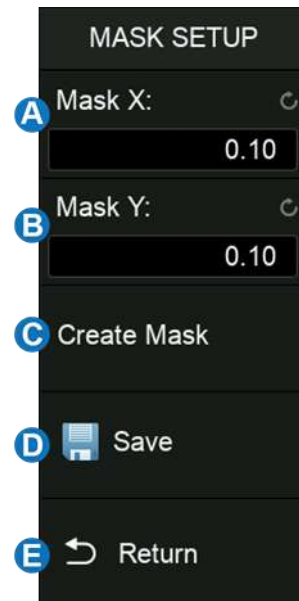 MASK SETUP
A Mask X:
0.10
B Mask Y:
0.10
C Create Mask
D Save
E Return